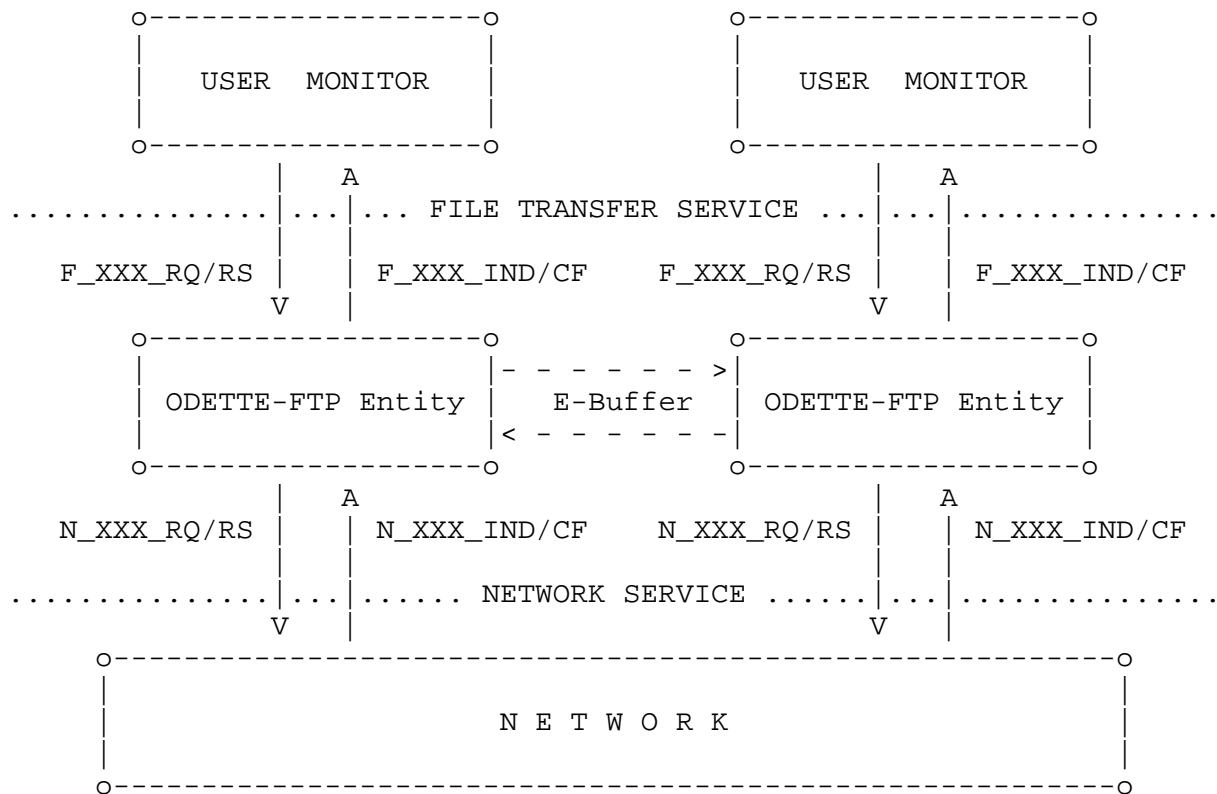 USER MONITOR USER MONITOR
A A
FILE TRANSFER SERVICE
F_XXX_RQ/RS F_XXX_IND/CF F_XXX_RQ/RS F_XXX_IND/CF
V V
ODETTE-FTP Entity E-Buffer ODETTE-FTP Entity
A A
N_XXX_RQ/RS N_XXX_IND/CF N_XXX_RQ/RS N_XXX_IND/CF
NETWORK SERVICE
V V
N E T W O R K